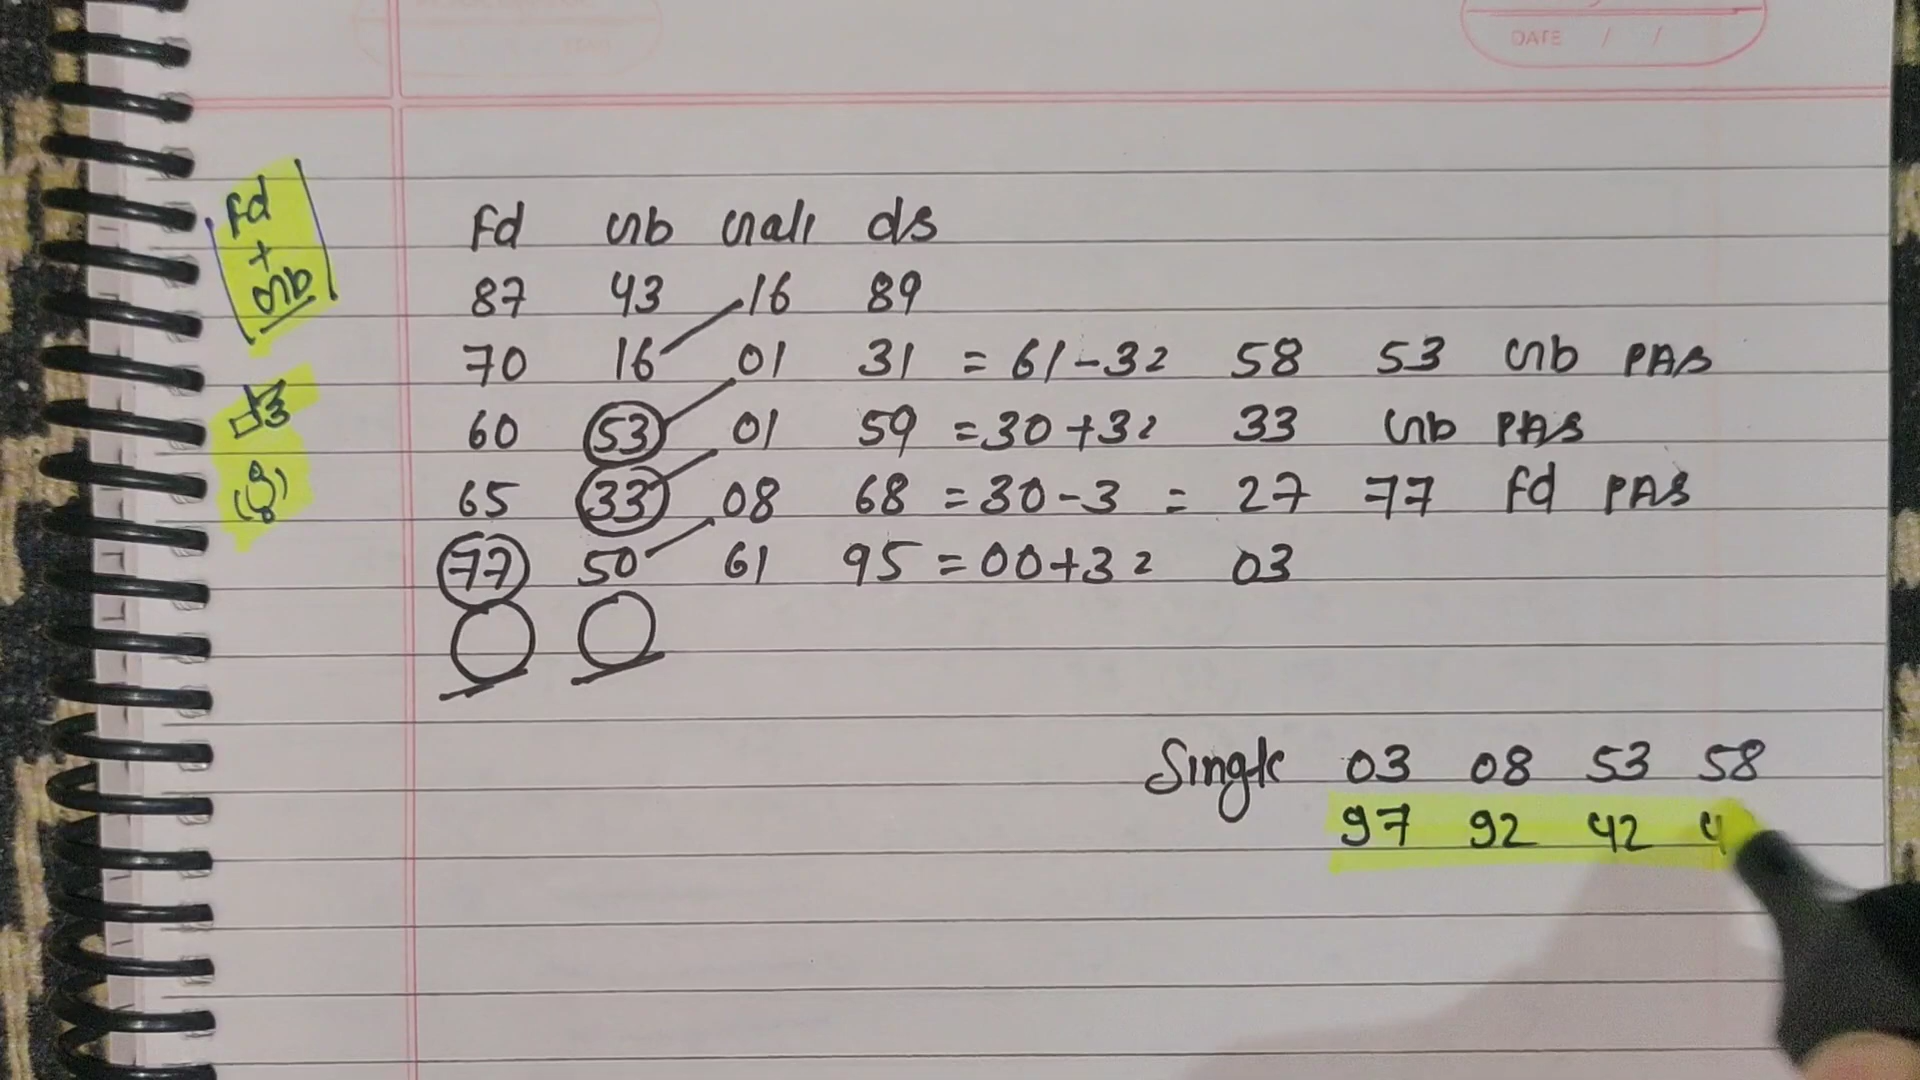 DATE / /
Fd
+
Gb
Fd Gb Gali ds
87 43 16 89
70 16 01 31 = 61-32 58 53 Gb PAS
60 53 01 59 =30+32 33 Gb PAS
65 33 08 68 =30-3 = 27 77 Fd PAS
77 50 61 95 =00+32 03
Single 03 08 53 58
97 92 42